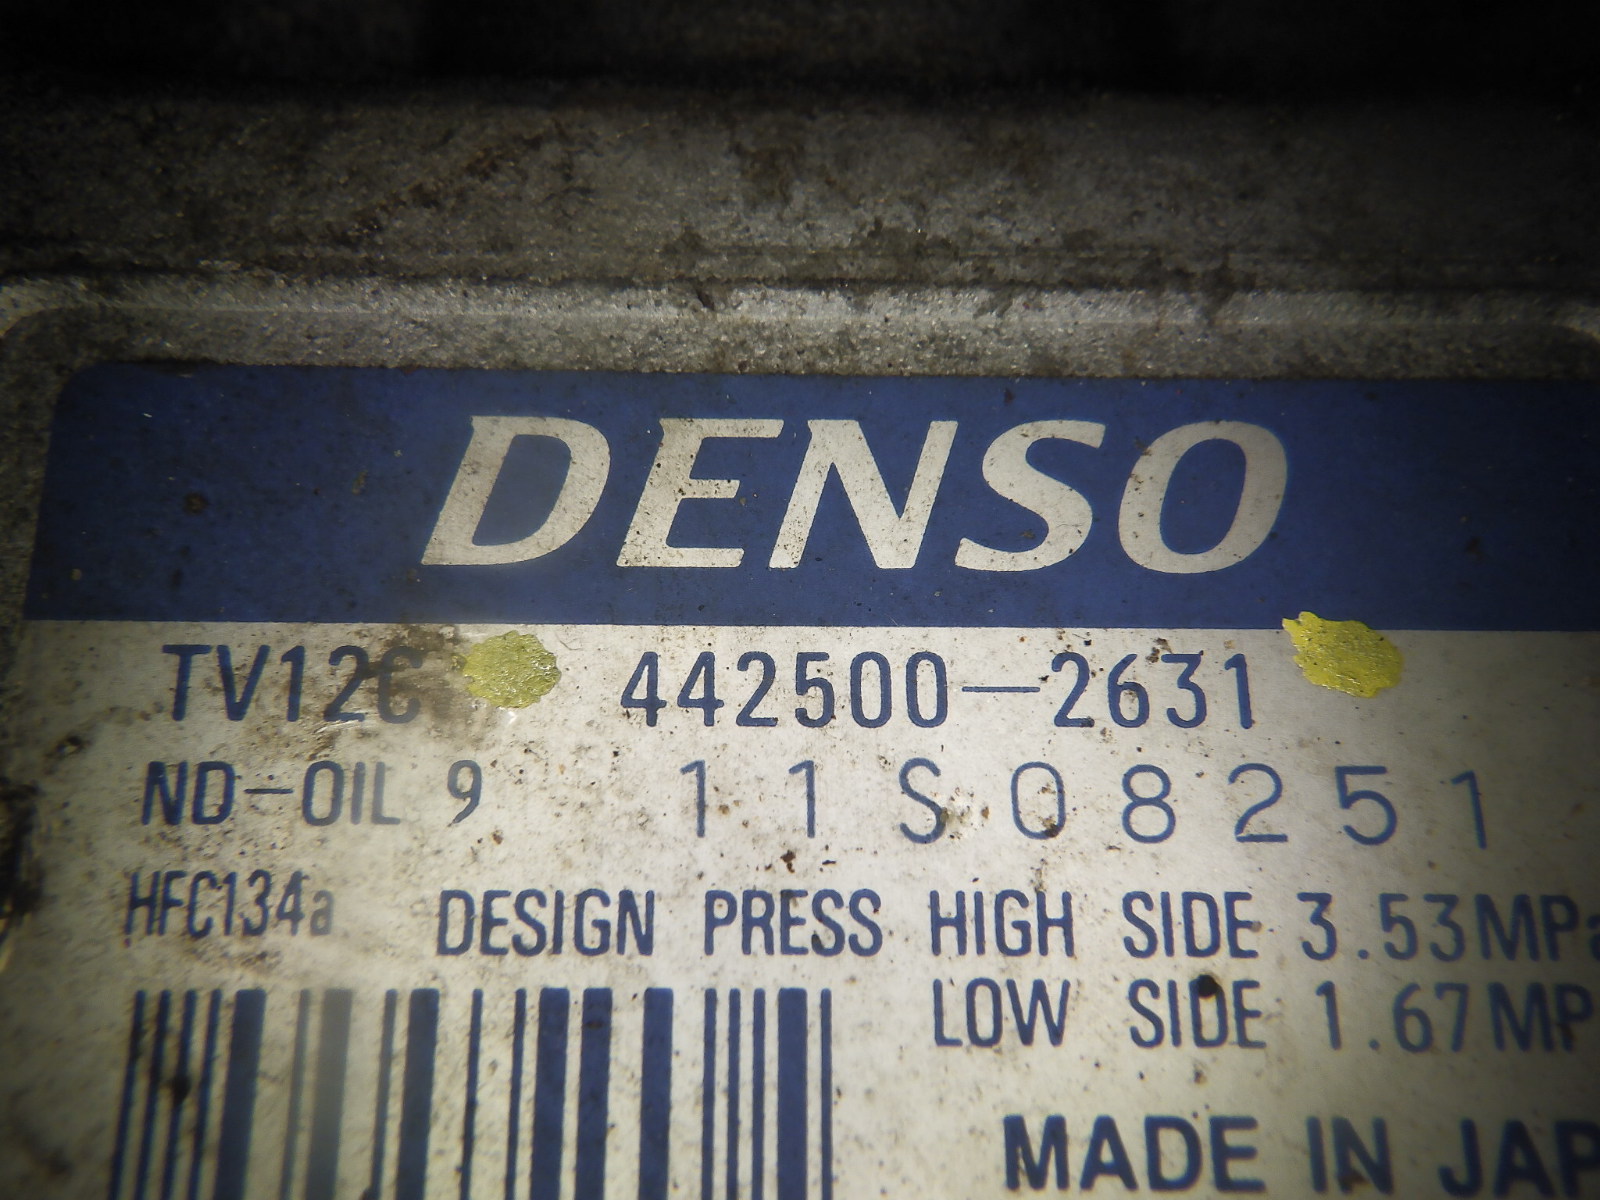 DENSO
TV12C 442500-2631
ND-OIL 9 11S08251
HFC134a DESIGN PRESS HIGH SIDE 3.53MPa
LOW SIDE 1.67MP
MADE IN JAP